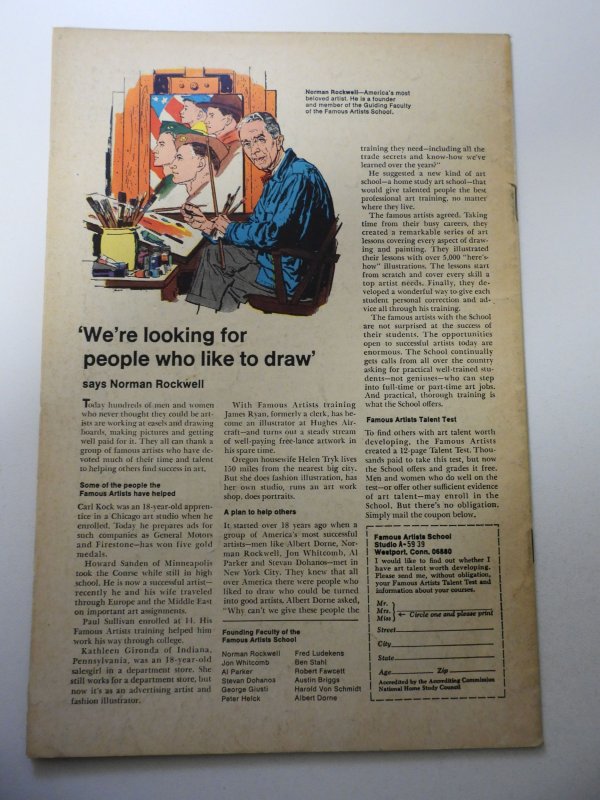 Norman Rockwell—America's most
beloved artist. He is a founder
and member of the Guiding Faculty
of the Famous Artists School.
'We're looking for
people who like to draw'
says Norman Rockwell
Today hundreds of men and women
who never thought they could be art-
ists are working at easels and drawing
boards, making pictures and getting
well paid for it. They all can thank a
group of famous artists who have de-
voted much of their time and talent
to helping others find success in art.
Some of the people the
Famous Artists have helped
Carl Kock was an 18-year-old appren-
tice in a Chicago art studio when he
enrolled. Today he prepares ads for
such companies as General Motors
and Firestone—has won five gold
medals.
Howard Sanden of Minneapolis
took the Course while still in high
school. He is now a successful artist—
recently he and his wife traveled
through Europe and the Middle East
on important art assignments.
Paul Sullivan enrolled at 44. His
Famous Artists training helped him
work his way through college.
Kathleen Gironda of Indiana,
Pennsylvania, was an 18-year-old
salesgirl in a department store. She
still works for a department store, but
now it's as an advertising artist and
fashion illustrator.
With Famous Artists training
James Ryan, formerly a clerk, has be-
come an illustrator at Hughes Air-
craft—and turns out a steady stream
of well-paying free-lance artwork in
his spare time.
Oregon housewife Helen Tryk lives
150 miles from the nearest big city.
But she does fashion illustration, has
her own studio, runs an art work
shop, does portraits.
A plan to help others
It started over 18 years ago when a
group of America's most successful
artists—men like Albert Dorne, Nor-
man Rockwell, Jon Whitcomb, Al
Parker and Stevan Dohanos—met in
New York City. They knew that all
over America there were people who
liked to draw who could be turned
into good artists. Albert Dorne asked,
"Why can't we give these people the
Founding Faculty of the
Famous Artists School
Norman Rockwell
Jon Whitcomb
Al Parker
Stevan Dohanos
George Giusti
Peter Helck
Fred Ludekens
Ben Stahl
Robert Fawcett
Austin Briggs
Harold Von Schmidt
Albert Dorne
training they need—including all the
trade secrets and know-how we've
learned over the years?"
He suggested a new kind of art
school—a home study art school—that
would give talented people the best
professional art training, no matter
where they live.
The famous artists agreed. Taking
time from their busy careers, they
created a remarkable series of art
lessons covering every aspect of draw-
ing and painting. They illustrated
their lessons with over 5,000 "here's-
how" illustrations. The lessons start
from scratch and cover every skill a
top artist needs. Finally, they de-
veloped a wonderful way to give each
student personal correction and ad-
vice all through his training.
The famous artists with the School
are not surprised at the success of
their students. The opportunities
open to successful artists today are
enormous. The School continually
gets calls from all over the country
asking for practical well-trained stu-
dents—not geniuses—who can step
into full-time or part-time art jobs.
And practical, thorough training is
what the School offers.
Famous Artists Talent Test
To find others with art talent worth
developing, the Famous Artists
created a 12-page Talent Test. Thou-
sands paid to take this test, but now
the School offers and grades it free.
Men and women who do well on the
test—or offer other sufficient evidence
of art talent—may enroll in the
School. But there's no obligation.
Simply mail the coupon below.
Famous Artists School
Studio A-5939
Westport, Conn. 06880
I would like to find out whether I
have art talent worth developing.
Please send me, without obligation,
your Famous Artists Talent Test and
information about your courses.
Mr.
Mrs. ← Circle one and please print
Miss
Street
City
State
Age Zip
Accredited by the Accrediting Commission
National Home Study Council